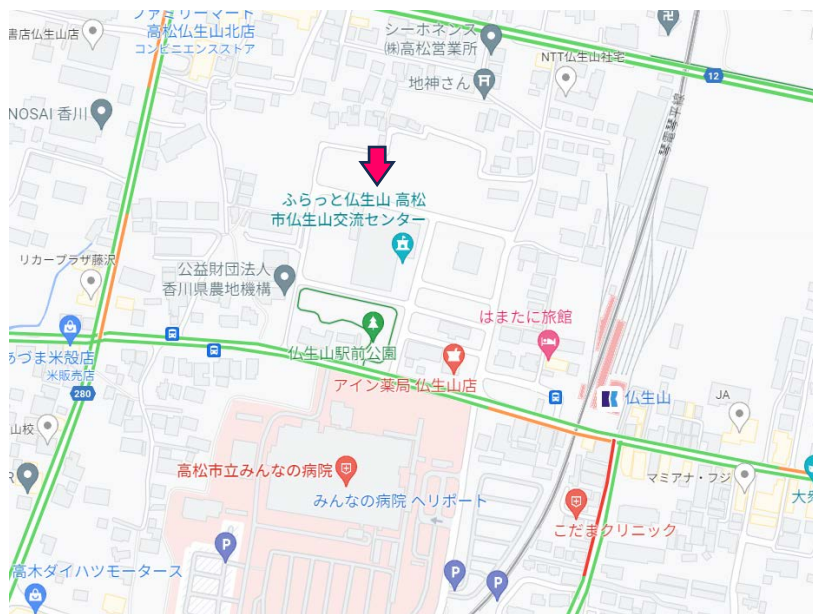 ファミリーマート
高松仏生山北店
コンビニエンスストア
書店仏生山店
シーホネンス
㈱高松営業所
NTT仏生山社宅
地神さん
12
NOSAI 香川
琴電琴平線
ふらっと仏生山 高松
市仏生山交流センター
リカープラザ藤沢
公益財団法人
香川県農地機構
はまたに旅館
あづま米穀店
米販売店
仏生山駅前公園
アイン薬局 仏生山店
280
仏生山
JA
山校
高松市立みんなの病院
みんなの病院 ヘリポート
マミアナ・フジ
大衆
R
こだまクリニック
P
P
P
高木ダイハツモータース